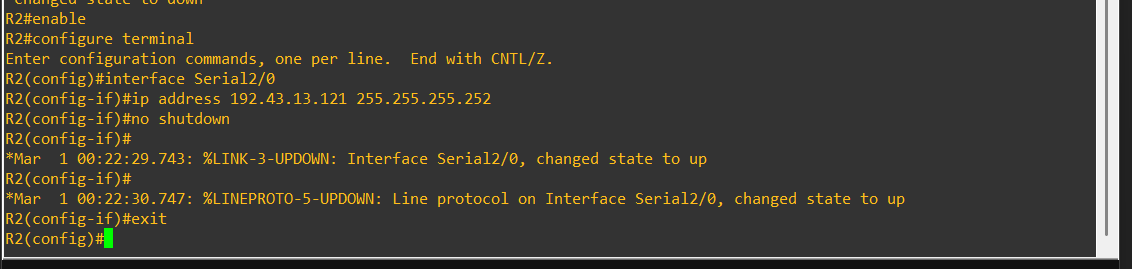 changed state to down
R2#enable
R2#configure terminal
Enter configuration commands, one per line.  End with CNTL/Z.
R2(config)#interface Serial2/0
R2(config-if)#ip address 192.43.13.121 255.255.255.252
R2(config-if)#no shutdown
R2(config-if)#
*Mar  1 00:22:29.743: %LINK-3-UPDOWN: Interface Serial2/0, changed state to up
R2(config-if)#
*Mar  1 00:22:30.747: %LINEPROTO-5-UPDOWN: Line protocol on Interface Serial2/0, changed state to up
R2(config-if)#exit
R2(config)#